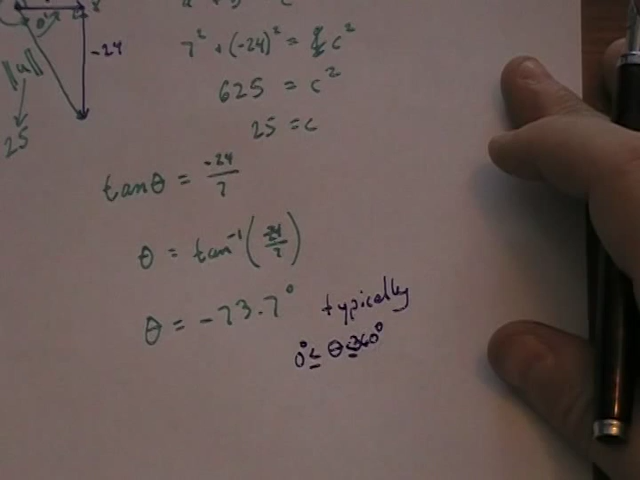 -24
7² + (-24)² = c²
||u||
625 = c²
25
25 = c
tanθ = -24/7
θ = tan⁻¹(-24/7)
θ = -73.7° typically
0° ≤ θ ≤ 360°